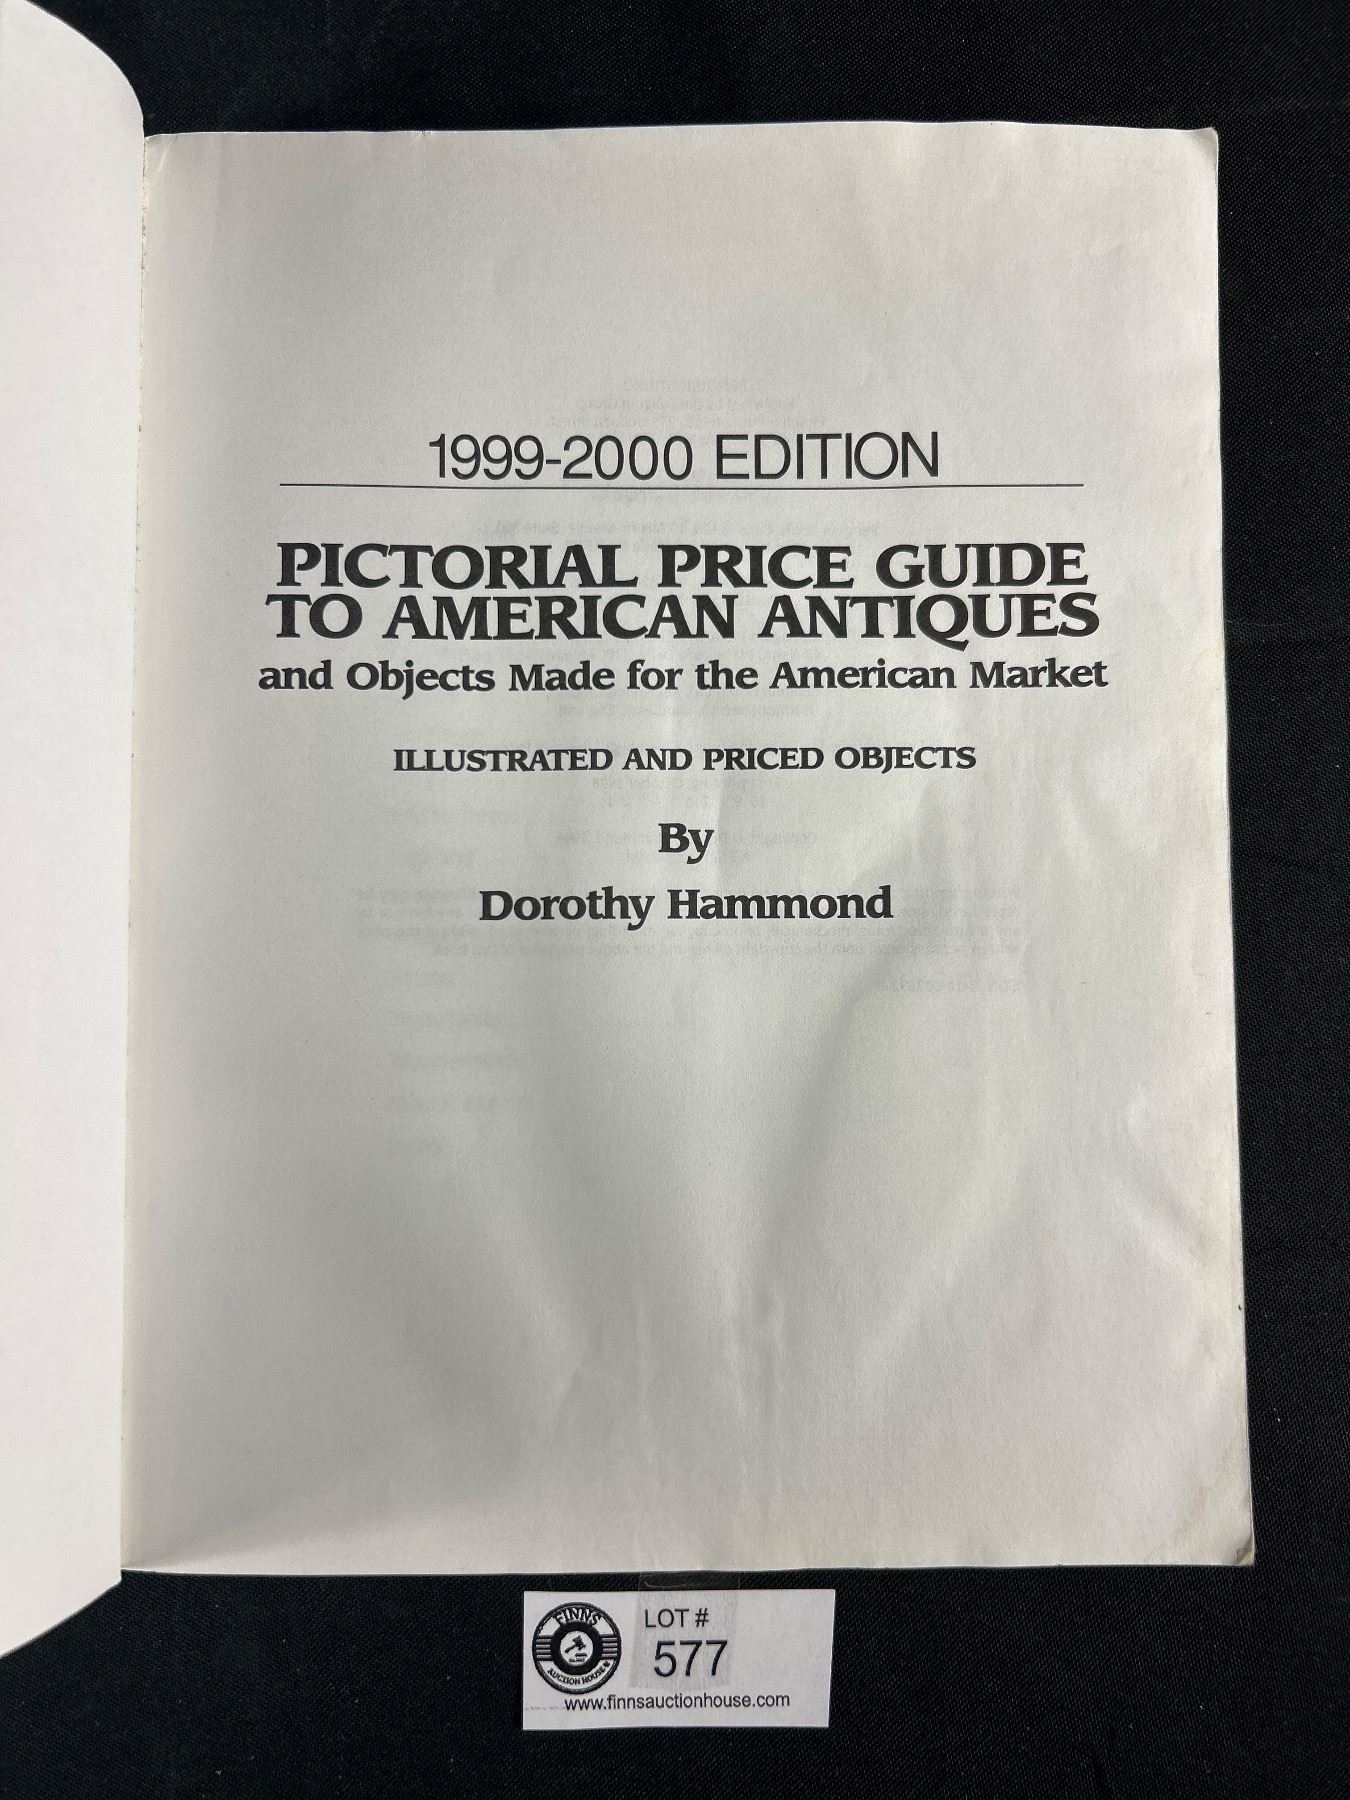 1999-2000 EDITION
PICTORIAL PRICE GUIDE
TO AMERICAN ANTIQUES
and Objects Made for the American Market
ILLUSTRATED AND PRICED OBJECTS
By
Dorothy Hammond
FINNS
AUCTION HOUSE
LOT #
577
www.finnsauctionhouse.com